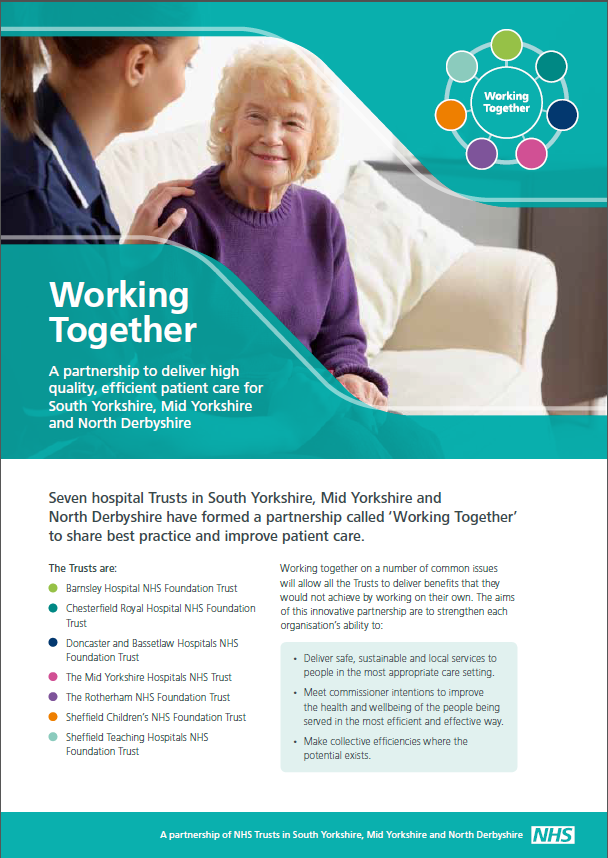 Working
Together
Working
Together
A partnership to deliver high
quality, efficient patient care for
South Yorkshire, Mid Yorkshire
and North Derbyshire
Seven hospital Trusts in South Yorkshire, Mid Yorkshire and
North Derbyshire have formed a partnership called ‘Working Together’
to share best practice and improve patient care.
The Trusts are:
Barnsley Hospital NHS Foundation Trust
Chesterfield Royal Hospital NHS Foundation
Trust
Doncaster and Bassetlaw Hospitals NHS
Foundation Trust
The Mid Yorkshire Hospitals NHS Trust
The Rotherham NHS Foundation Trust
Sheffield Children’s NHS Foundation Trust
Sheffield Teaching Hospitals NHS
Foundation Trust
Working together on a number of common issues
will allow all the Trusts to deliver benefits that they
would not achieve by working on their own. The aims
of this innovative partnership are to strengthen each
organisation’s ability to:
• Deliver safe, sustainable and local services to
people in the most appropriate care setting.
• Meet commissioner intentions to improve
the health and wellbeing of the people being
served in the most efficient and effective way.
• Make collective efficiencies where the
potential exists.
A partnership of NHS Trusts in South Yorkshire, Mid Yorkshire and North Derbyshire
NHS